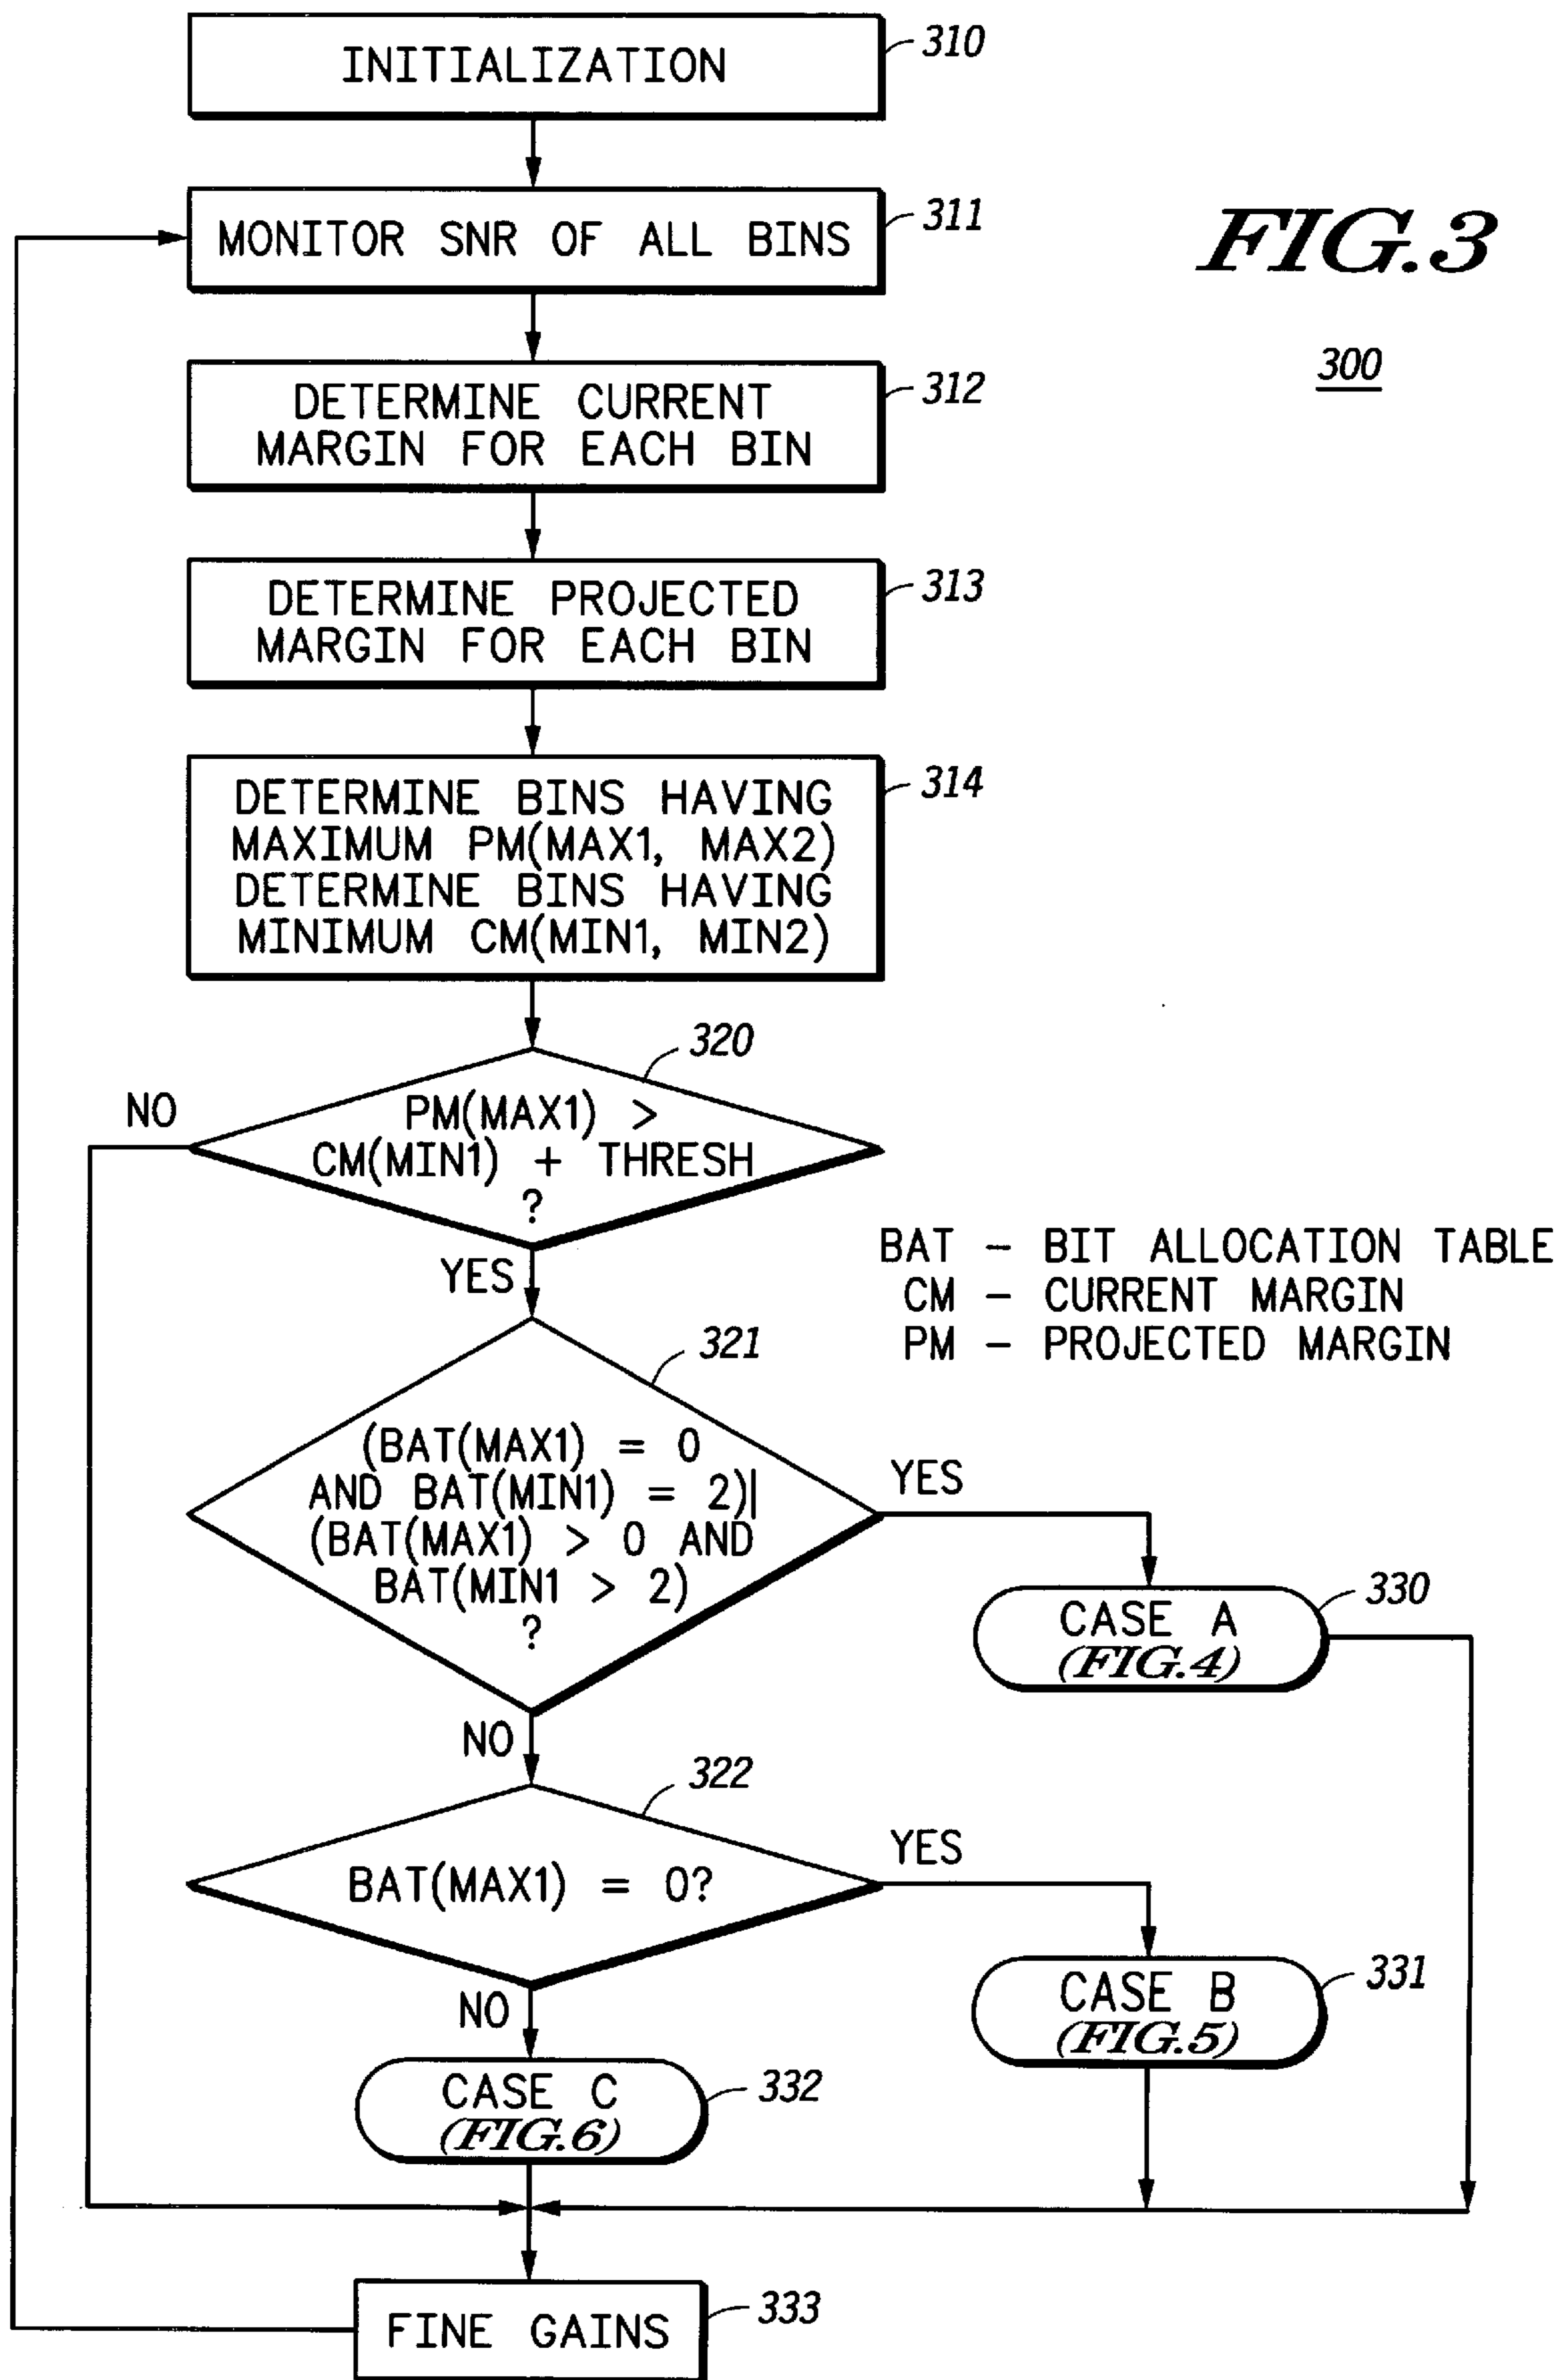 INITIALIZATION
310
MONITOR SNR OF ALL BINS
311
FIG.3
300
DETERMINE CURRENT
MARGIN FOR EACH BIN
312
DETERMINE PROJECTED
MARGIN FOR EACH BIN
313
DETERMINE BINS HAVING
MAXIMUM PM(MAX1, MAX2)
DETERMINE BINS HAVING
MINIMUM CM(MIN1, MIN2)
314
320
NO
PM(MAX1) >
CM(MIN1) + THRESH
?
YES
BAT - BIT ALLOCATION TABLE
CM - CURRENT MARGIN
PM - PROJECTED MARGIN
321
(BAT(MAX1) = 0
AND BAT(MIN1) = 2)|
(BAT(MAX1) > 0 AND
BAT(MIN1 > 2)
?
YES
CASE A
(FIG.4)
330
NO
322
BAT(MAX1) = 0?
YES
CASE B
(FIG.5)
331
NO
CASE C
(FIG.6)
332
FINE GAINS
333